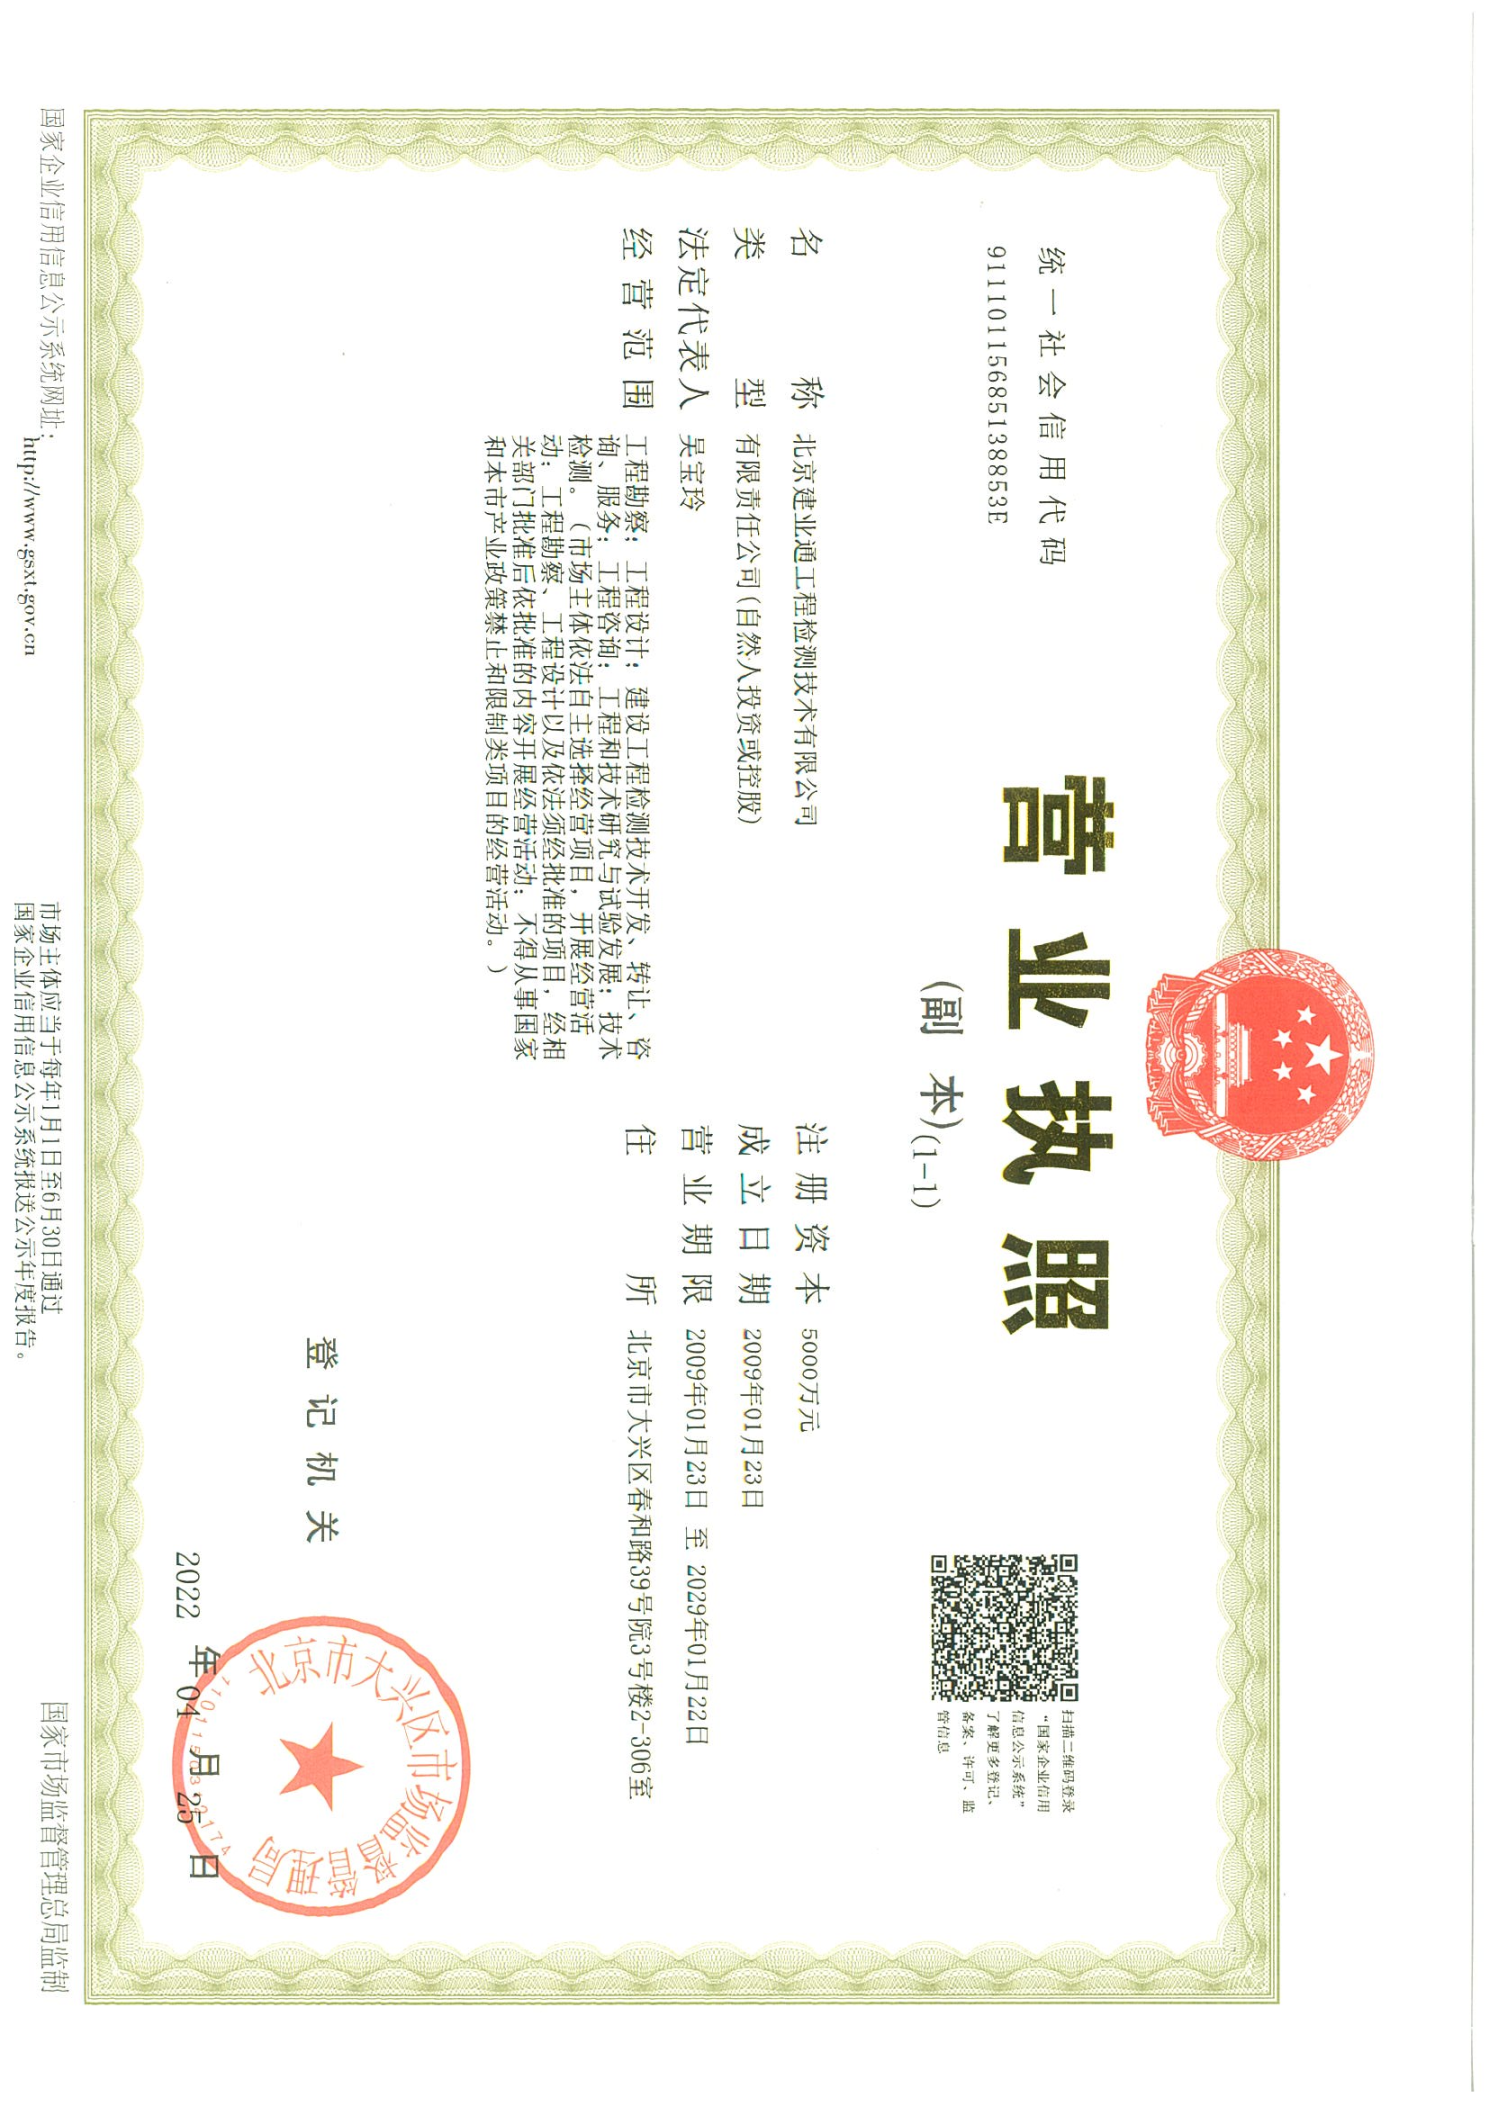 统一社会信用代码
91110115685138853E
营业执照
(副 本)(1-1)
扫描二维码登录
“国家企业信用
信息公示系统”
了解更多登记、
备案、许可、监
管信息
名 称 北京建业通工程检测技术有限公司
类 型 有限责任公司(自然人投资或控股)
法定代表人 吴宝玲
经营范围 工程勘察；工程设计；建设工程检测技术开发、转让、咨
询、服务；工程咨询；工程和技术研究与试验发展；技术
检测。（市场主体依法自主选择经营项目，开展经营活
动；工程勘察、工程设计以及依法须经批准的项目，经相
关部门批准后依批准的内容开展经营活动；不得从事国家
和本市产业政策禁止和限制类项目的经营活动。）
注册资本 5000万元
成立日期 2009年01月23日
营业期限 2009年01月23日 至 2029年01月22日
住 所 北京市大兴区春和路39号院3号楼2-306室
登记机关
北京市大兴区市场监督管理局
2022 年 04 月 25 日
国家企业信用信息公示系统网址：http://www.gsxt.gov.cn
市场主体应当于每年1月1日至6月30日通过
国家企业信用信息公示系统报送公示年度报告。
国家市场监督管理总局监制